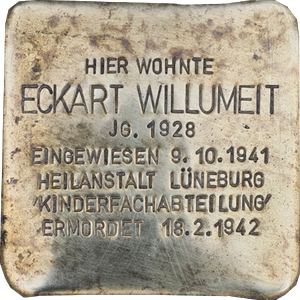 HIER WOHNTE
ECKART WILLUMEIT
JG. 1928
EINGEWIESEN 9.10.1941
HEILANSTALT LÜNEBURG
'KINDERFACHABTEILUNG'
ERMORDET 18.2.1942